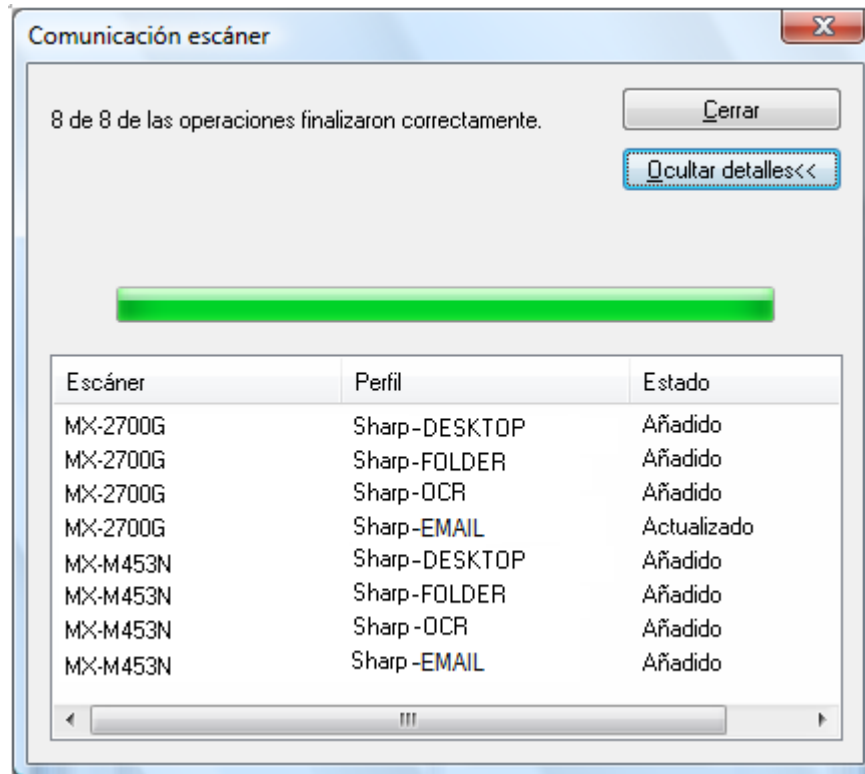 Comunicación escáner
8 de 8 de las operaciones finalizaron correctamente.
Cerrar
Ocultar detalles<<
Escáner Perfil Estado
MX-2700G Sharp-DESKTOP Añadido
MX-2700G Sharp-FOLDER Añadido
MX-2700G Sharp-OCR Añadido
MX-2700G Sharp-EMAIL Actualizado
MX-M453N Sharp-DESKTOP Añadido
MX-M453N Sharp-FOLDER Añadido
MX-M453N Sharp-OCR Añadido
MX-M453N Sharp-EMAIL Añadido